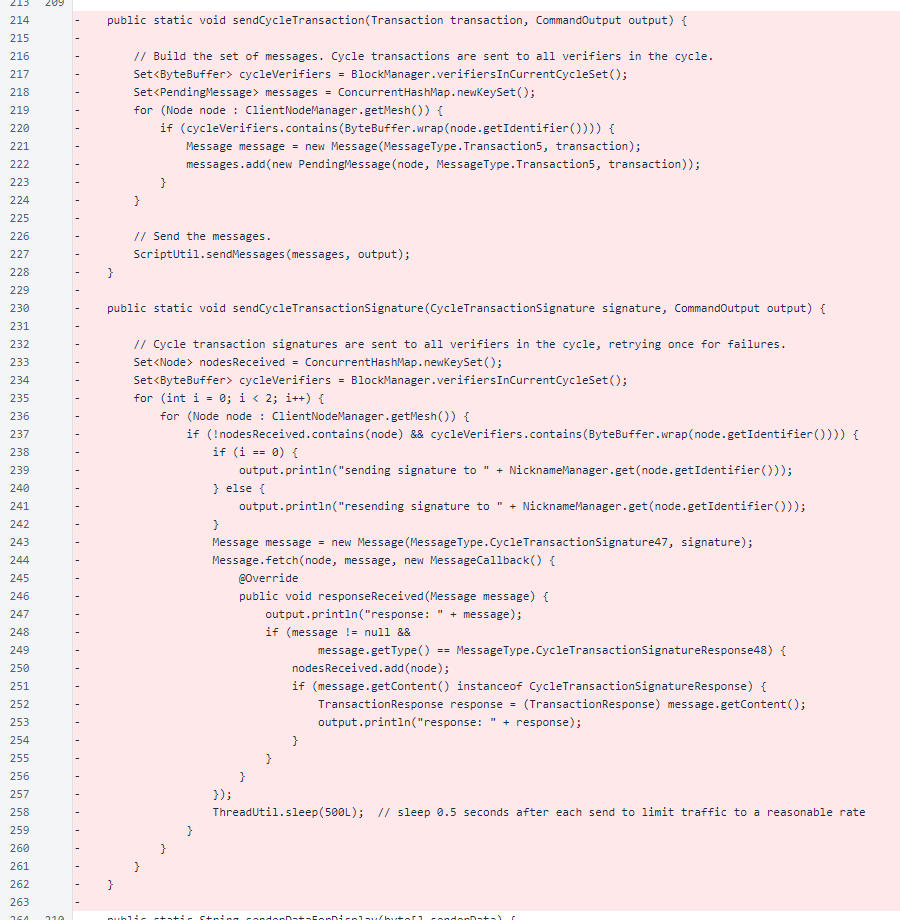 213 209
214 - public static void sendCycleTransaction(Transaction transaction, CommandOutput output) {
215 -
216 - // Build the set of messages. Cycle transactions are sent to all verifiers in the cycle.
217 - Set<ByteBuffer> cycleVerifiers = BlockManager.verifiersInCurrentCycleSet();
218 - Set<PendingMessage> messages = ConcurrentHashMap.newKeySet();
219 - for (Node node : ClientNodeManager.getMesh()) {
220 - if (cycleVerifiers.contains(ByteBuffer.wrap(node.getIdentifier()))) {
221 - Message message = new Message(MessageType.Transaction5, transaction);
222 - messages.add(new PendingMessage(node, MessageType.Transaction5, transaction));
223 - }
224 - }
225 -
226 - // Send the messages.
227 - ScriptUtil.sendMessages(messages, output);
228 - }
229 -
230 - public static void sendCycleTransactionSignature(CycleTransactionSignature signature, CommandOutput output) {
231 -
232 - // Cycle transaction signatures are sent to all verifiers in the cycle, retrying once for failures.
233 - Set<Node> nodesReceived = ConcurrentHashMap.newKeySet();
234 - Set<ByteBuffer> cycleVerifiers = BlockManager.verifiersInCurrentCycleSet();
235 - for (int i = 0; i < 2; i++) {
236 - for (Node node : ClientNodeManager.getMesh()) {
237 - if (!nodesReceived.contains(node) && cycleVerifiers.contains(ByteBuffer.wrap(node.getIdentifier()))) {
238 - if (i == 0) {
239 - output.println("sending signature to " + NicknameManager.get(node.getIdentifier()));
240 - } else {
241 - output.println("resending signature to " + NicknameManager.get(node.getIdentifier()));
242 - }
243 - Message message = new Message(MessageType.CycleTransactionSignature47, signature);
244 - Message.fetch(node, message, new MessageCallback() {
245 - @Override
246 - public void responseReceived(Message message) {
247 - output.println("response: " + message);
248 - if (message != null &&
249 - message.getType() == MessageType.CycleTransactionSignatureResponse48) {
250 - nodesReceived.add(node);
251 - if (message.getContent() instanceof CycleTransactionSignatureResponse) {
252 - TransactionResponse response = (TransactionResponse) message.getContent();
253 - output.println("response: " + response);
254 - }
255 - }
256 - }
257 - });
258 - ThreadUtil.sleep(500L);  // sleep 0.5 seconds after each send to limit traffic to a reasonable rate
259 - }
260 - }
261 - }
262 - }
263 -
264 210 public static String senderDataForDisplay(byte[] senderData) {